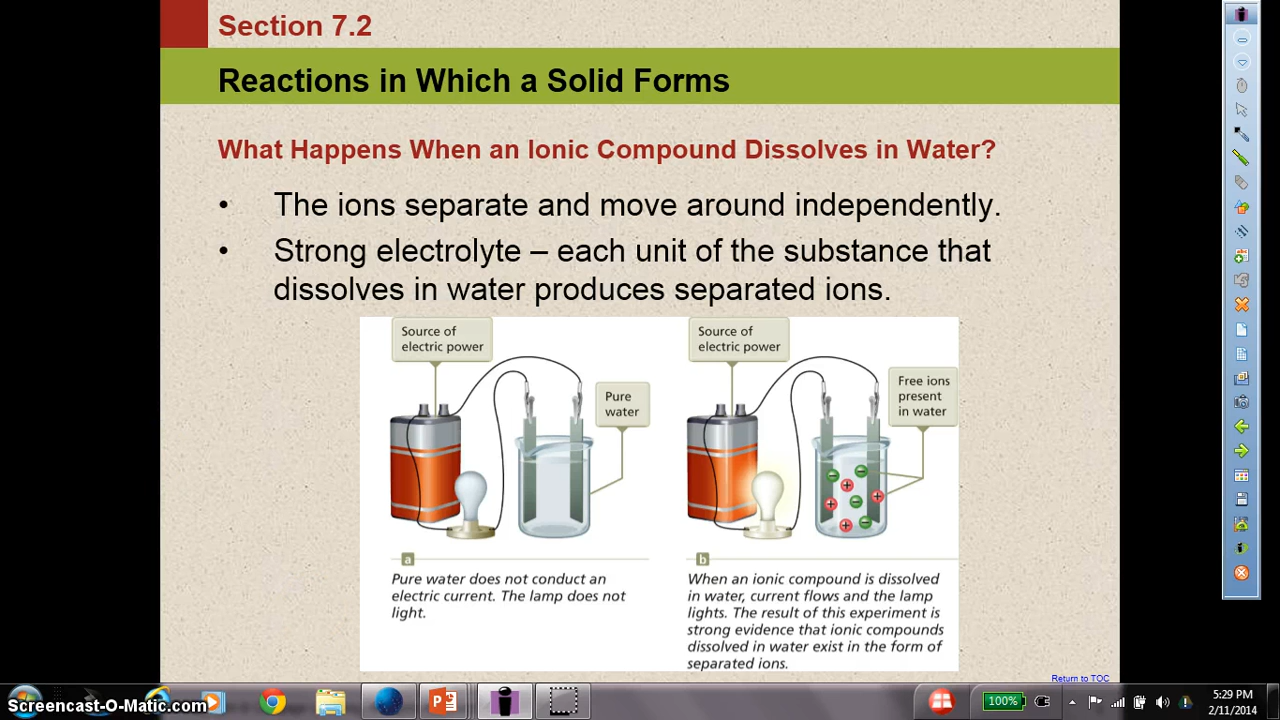 Section 7.2
Reactions in Which a Solid Forms
What Happens When an Ionic Compound Dissolves in Water?
• The ions separate and move around independently.
• Strong electrolyte – each unit of the substance that
dissolves in water produces separated ions.
Source of
electric power
Pure
water
a
Pure water does not conduct an
electric current. The lamp does not
light.
Source of
electric power
Free ions
present
in water
b
When an ionic compound is dissolved
in water, current flows and the lamp
lights. The result of this experiment is
strong evidence that ionic compounds
dissolved in water exist in the form of
separated ions.
Return to TOC
Screencast-O-Matic.com
100%
5:29 PM
2/11/2014